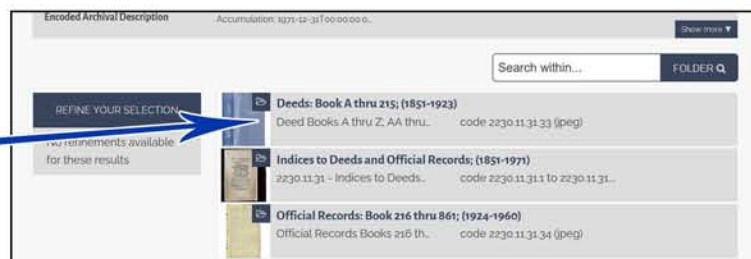 Encoded Archival Description
Accumulation: 1971-12-31T00:00:00.0...
Show more ▼
Search within...
FOLDER
REFINE YOUR SELECTION
No refinements available
for these results
Deeds: Book A thru 215; (1851-1923)
Deed Books A thru Z; AA thru... code 2230.11.31.33 (jpeg)
Indices to Deeds and Official Records; (1851-1971)
2230.11.31 - Indices to Deeds... code 2230.11.31.1 to 2230.11.31...
Official Records: Book 216 thru 861; (1924-1960)
Official Records Books 216 th... code 2230.11.31.34 (jpeg)